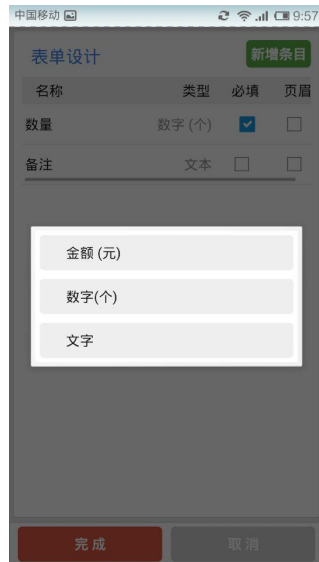 中国移动 9:57
表单设计 新增条目
名称 类型 必填 页眉
数量 数字 (个)
备注 文本
金额 (元)
数字(个)
文字
完成 取消